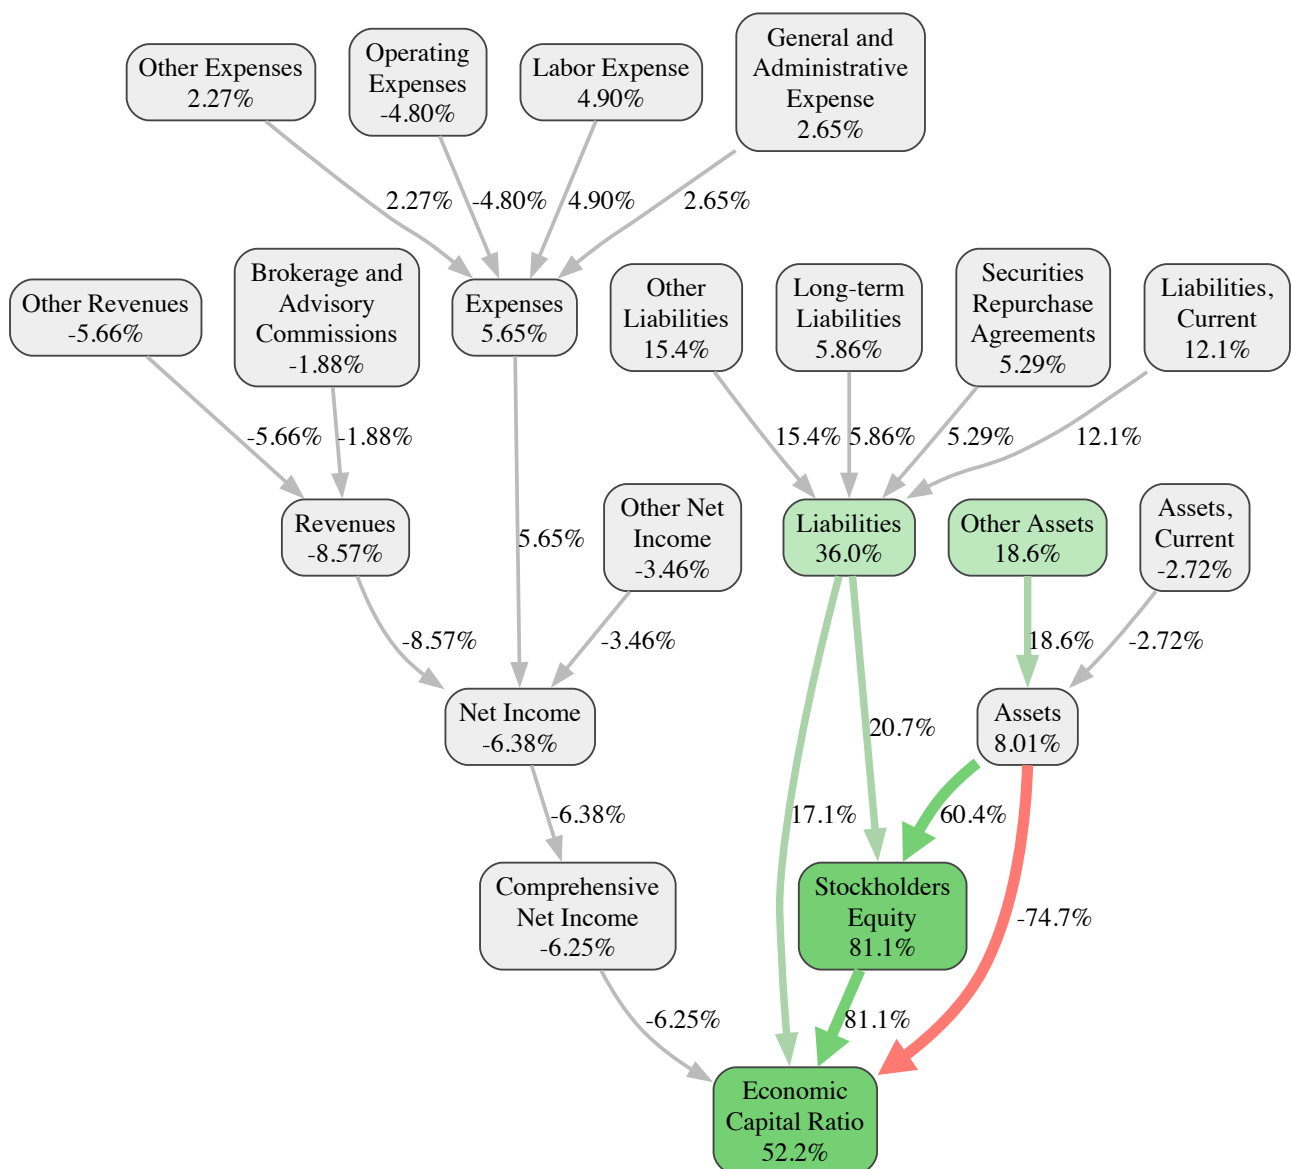 Other Expenses
2.27%
Operating
Expenses
-4.80%
Labor Expense
4.90%
General and
Administrative
Expense
2.65%
2.27%
-4.80%
4.90%
2.65%
Other Revenues
-5.66%
Brokerage and
Advisory
Commissions
-1.88%
Expenses
5.65%
Other
Liabilities
15.4%
Long-term
Liabilities
5.86%
Securities
Repurchase
Agreements
5.29%
Liabilities,
Current
12.1%
-5.66%
-1.88%
15.4%
5.86%
5.29%
12.1%
Revenues
-8.57%
5.65%
Other Net
Income
-3.46%
Liabilities
36.0%
Other Assets
18.6%
Assets,
Current
-2.72%
-8.57%
-3.46%
18.6%
-2.72%
Net Income
-6.38%
20.7%
Assets
8.01%
-6.38%
17.1%
60.4%
Comprehensive
Net Income
-6.25%
Stockholders
Equity
81.1%
-74.7%
-6.25%
81.1%
Economic
Capital Ratio
52.2%